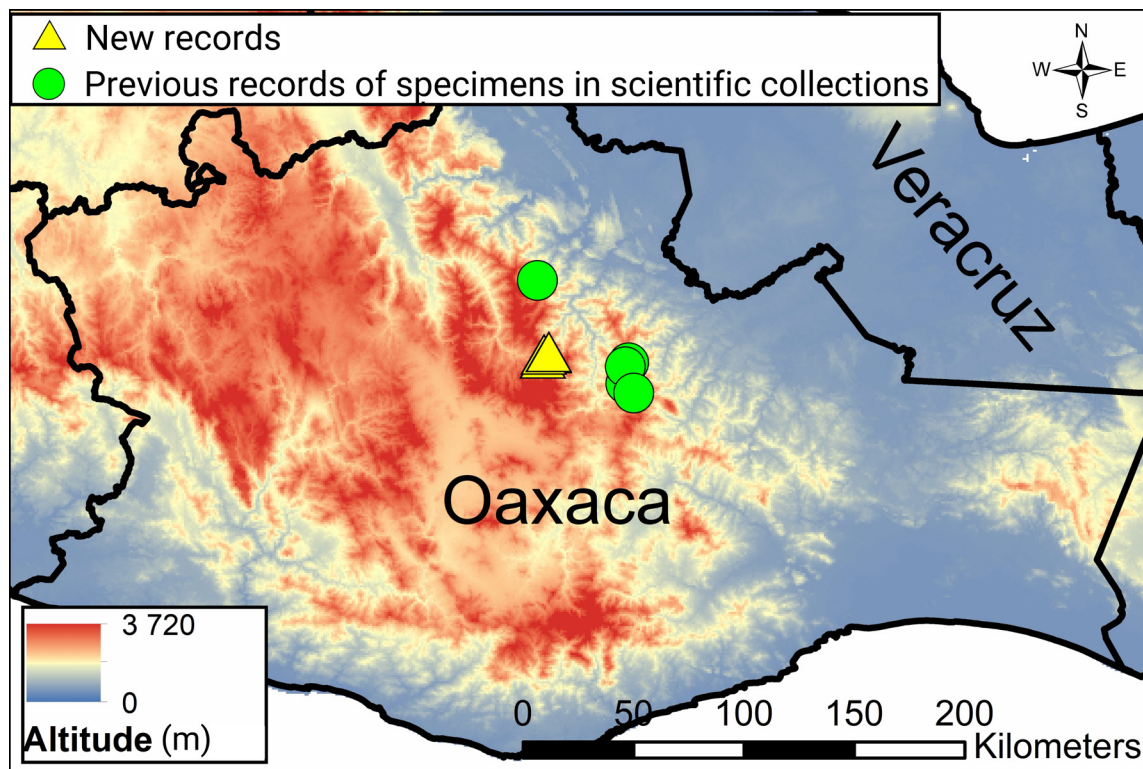 New records
Previous records of specimens in scientific collections
N
W E
S
Veracruz
Oaxaca
3 720
0
Altitude (m)
0 50 100 150 200
Kilometers